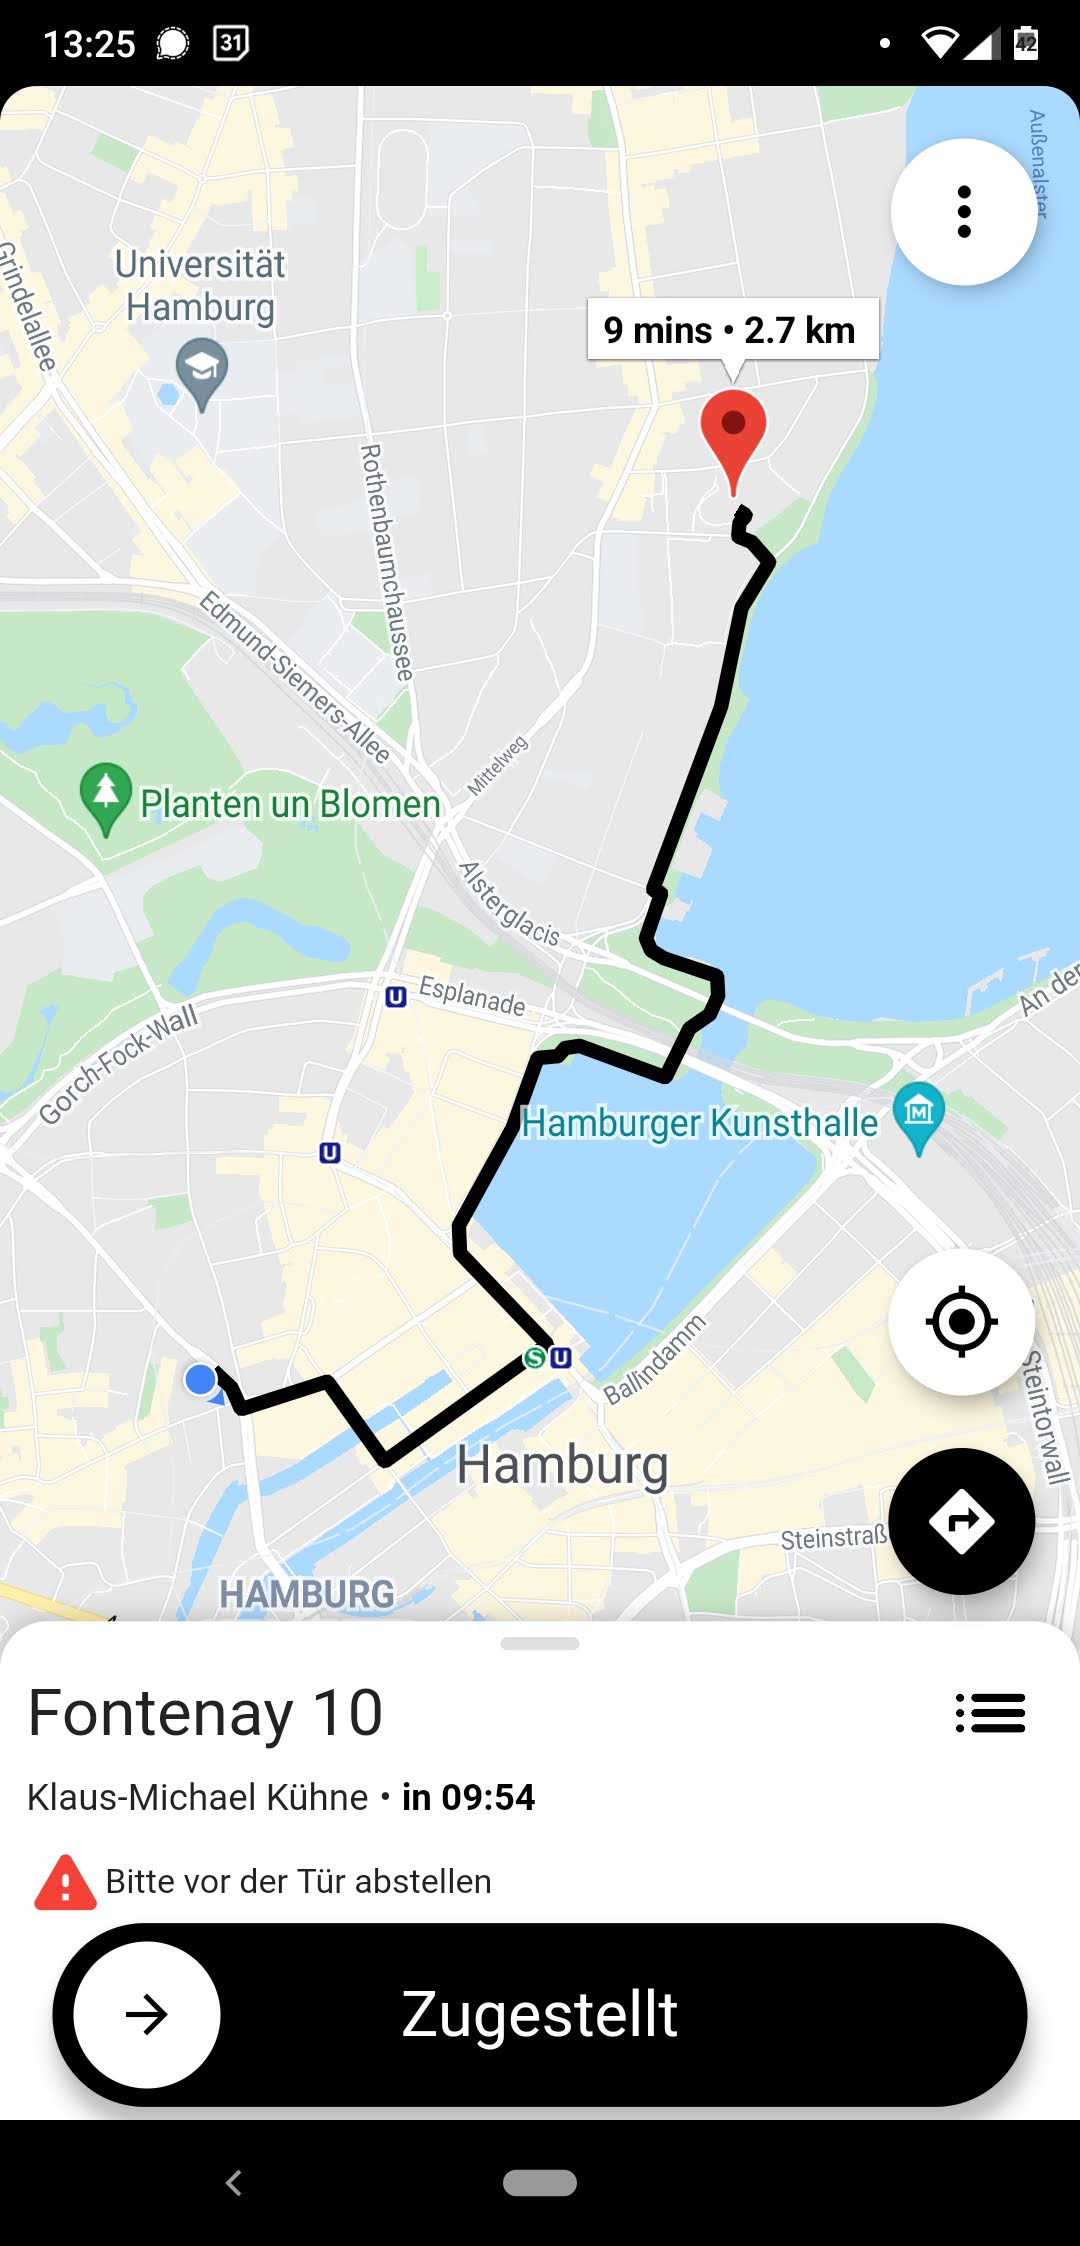 13:25
31
42
Außenalster
Grindelallee
Universität
Hamburg
9 mins • 2.7 km
Rothenbaumchaussee
Edmund-Siemers-Allee
Mittelweg
Planten un Blomen
Alsterglacis
U
Esplanade
An der
Gorch-Fock-Wall
M
Hamburger Kunsthalle
U
S U
Ballindamm
Steintorwall
Hamburg
Steinstraß
HAMBURG
Fontenay 10
Klaus-Michael Kühne • in 09:54
Bitte vor der Tür abstellen
Zugestellt